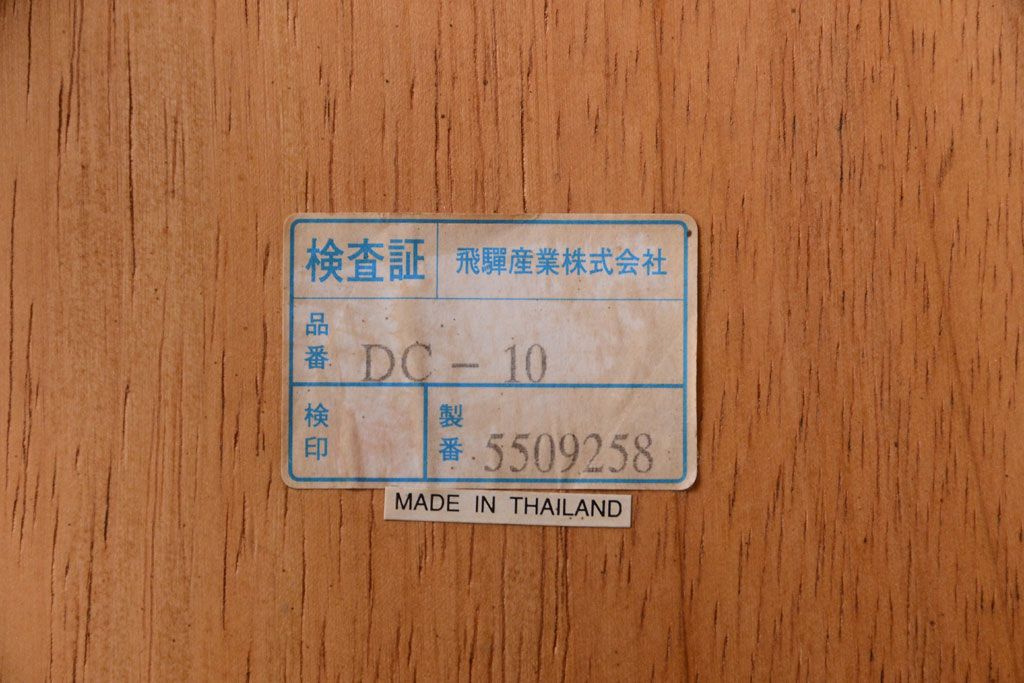 検査証 飛驒産業株式会社
品番 DC - 10
検印 製番 5509258
MADE IN THAILAND